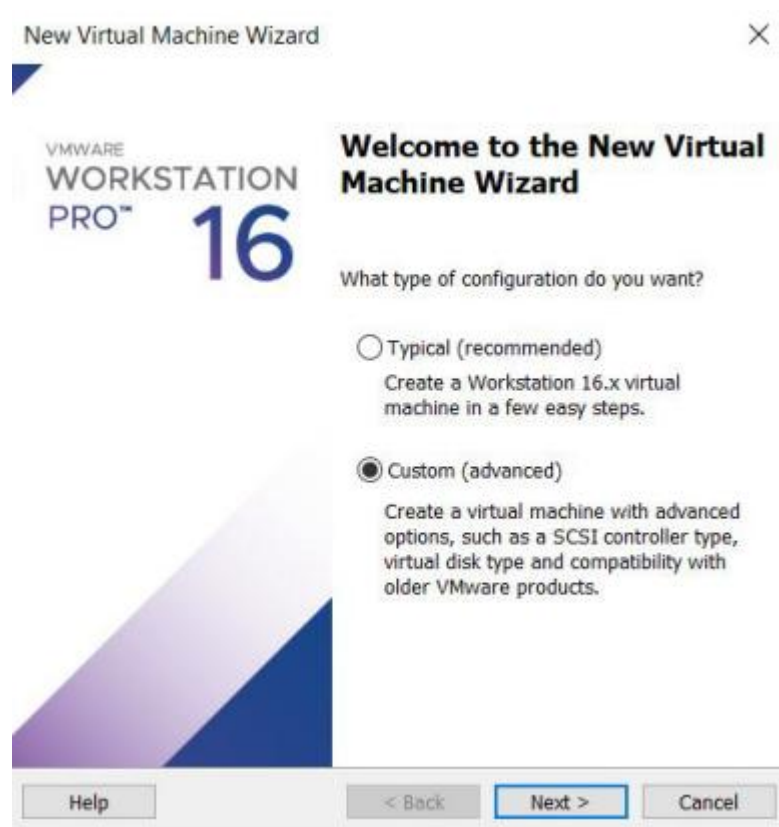 New Virtual Machine Wizard
VMWARE
WORKSTATION
PRO™ 16
Welcome to the New Virtual
Machine Wizard
What type of configuration do you want?
Typical (recommended)
Create a Workstation 16.x virtual
machine in a few easy steps.
Custom (advanced)
Create a virtual machine with advanced
options, such as a SCSI controller type,
virtual disk type and compatibility with
older VMware products.
Help < Back Next > Cancel